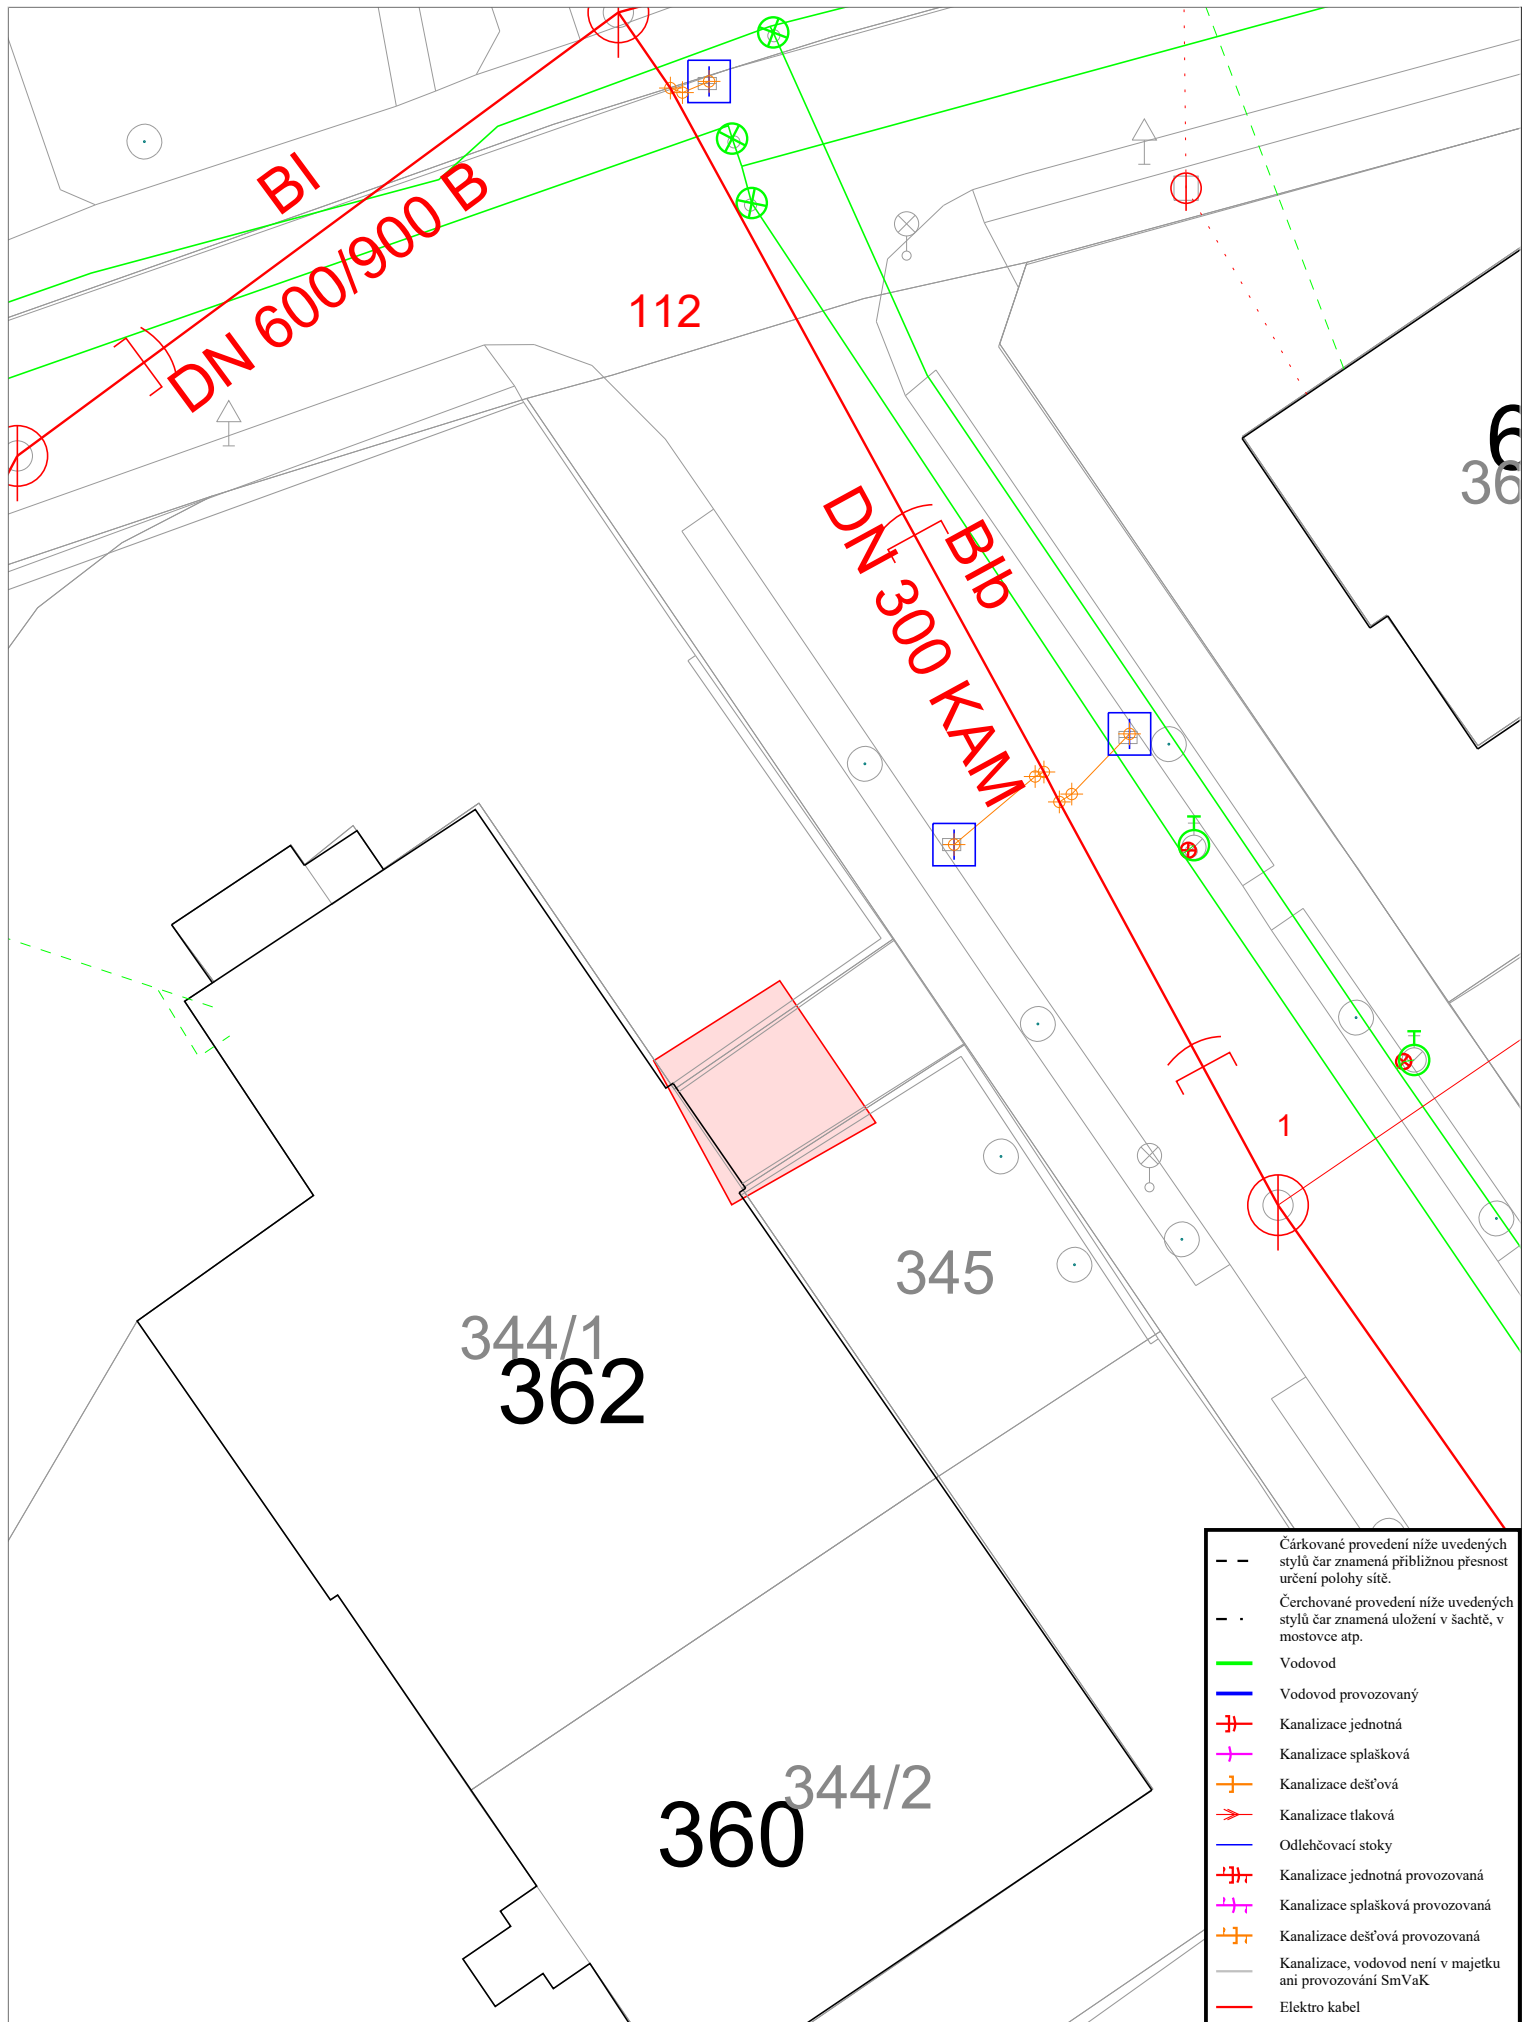 BI
DN 600/900 B
112
36
DN 300 KAM
BIb
1
345
344/1
362
344/2
360
Čárkované provedení níže uvedených
stylů čar znamená přibližnou přesnost
určení polohy sítě.
Čerchované provedení níže uvedených
stylů čar znamená uložení v šachtě, v
mostovce atp.
Vodovod
Vodovod provozovaný
Kanalizace jednotná
Kanalizace splašková
Kanalizace dešťová
Kanalizace tlaková
Odlehčovací stoky
Kanalizace jednotná provozovaná
Kanalizace splašková provozovaná
Kanalizace dešťová provozovaná
Kanalizace, vodovod není v majetku
ani provozování SmVaK
Elektro kabel